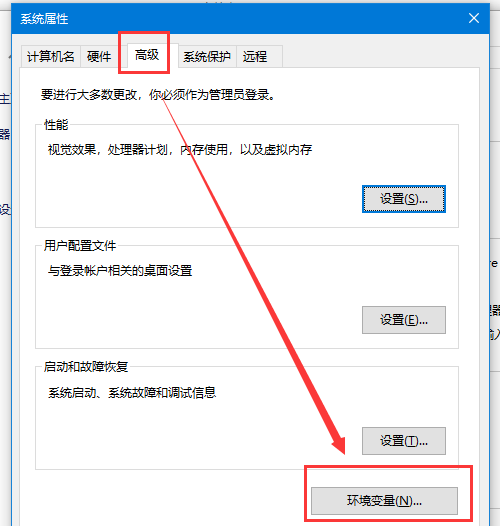 系统属性
计算机名 硬件 高级 系统保护 远程
要进行大多数更改，你必须作为管理员登录。
性能
视觉效果，处理器计划，内存使用，以及虚拟内存
设置(S)...
用户配置文件
与登录帐户相关的桌面设置
设置(E)...
启动和故障恢复
系统启动、系统故障和调试信息
设置(T)...
环境变量(N)...